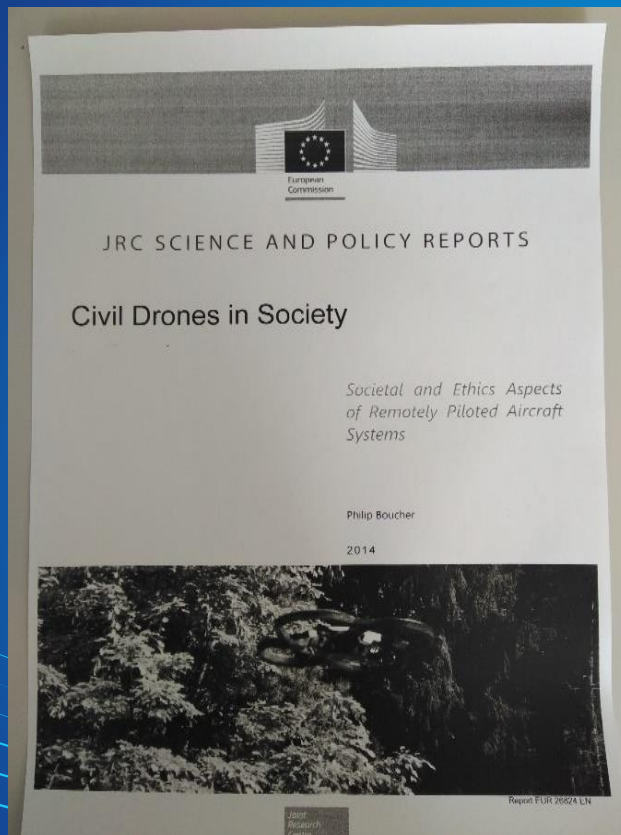 European
Commission
JRC SCIENCE AND POLICY REPORTS
Civil Drones in Society
Societal and Ethics Aspects
of Remotely Piloted Aircraft
Systems
Philip Boucher
2014
Report EUR 26824 EN
Joint
Research
Centre